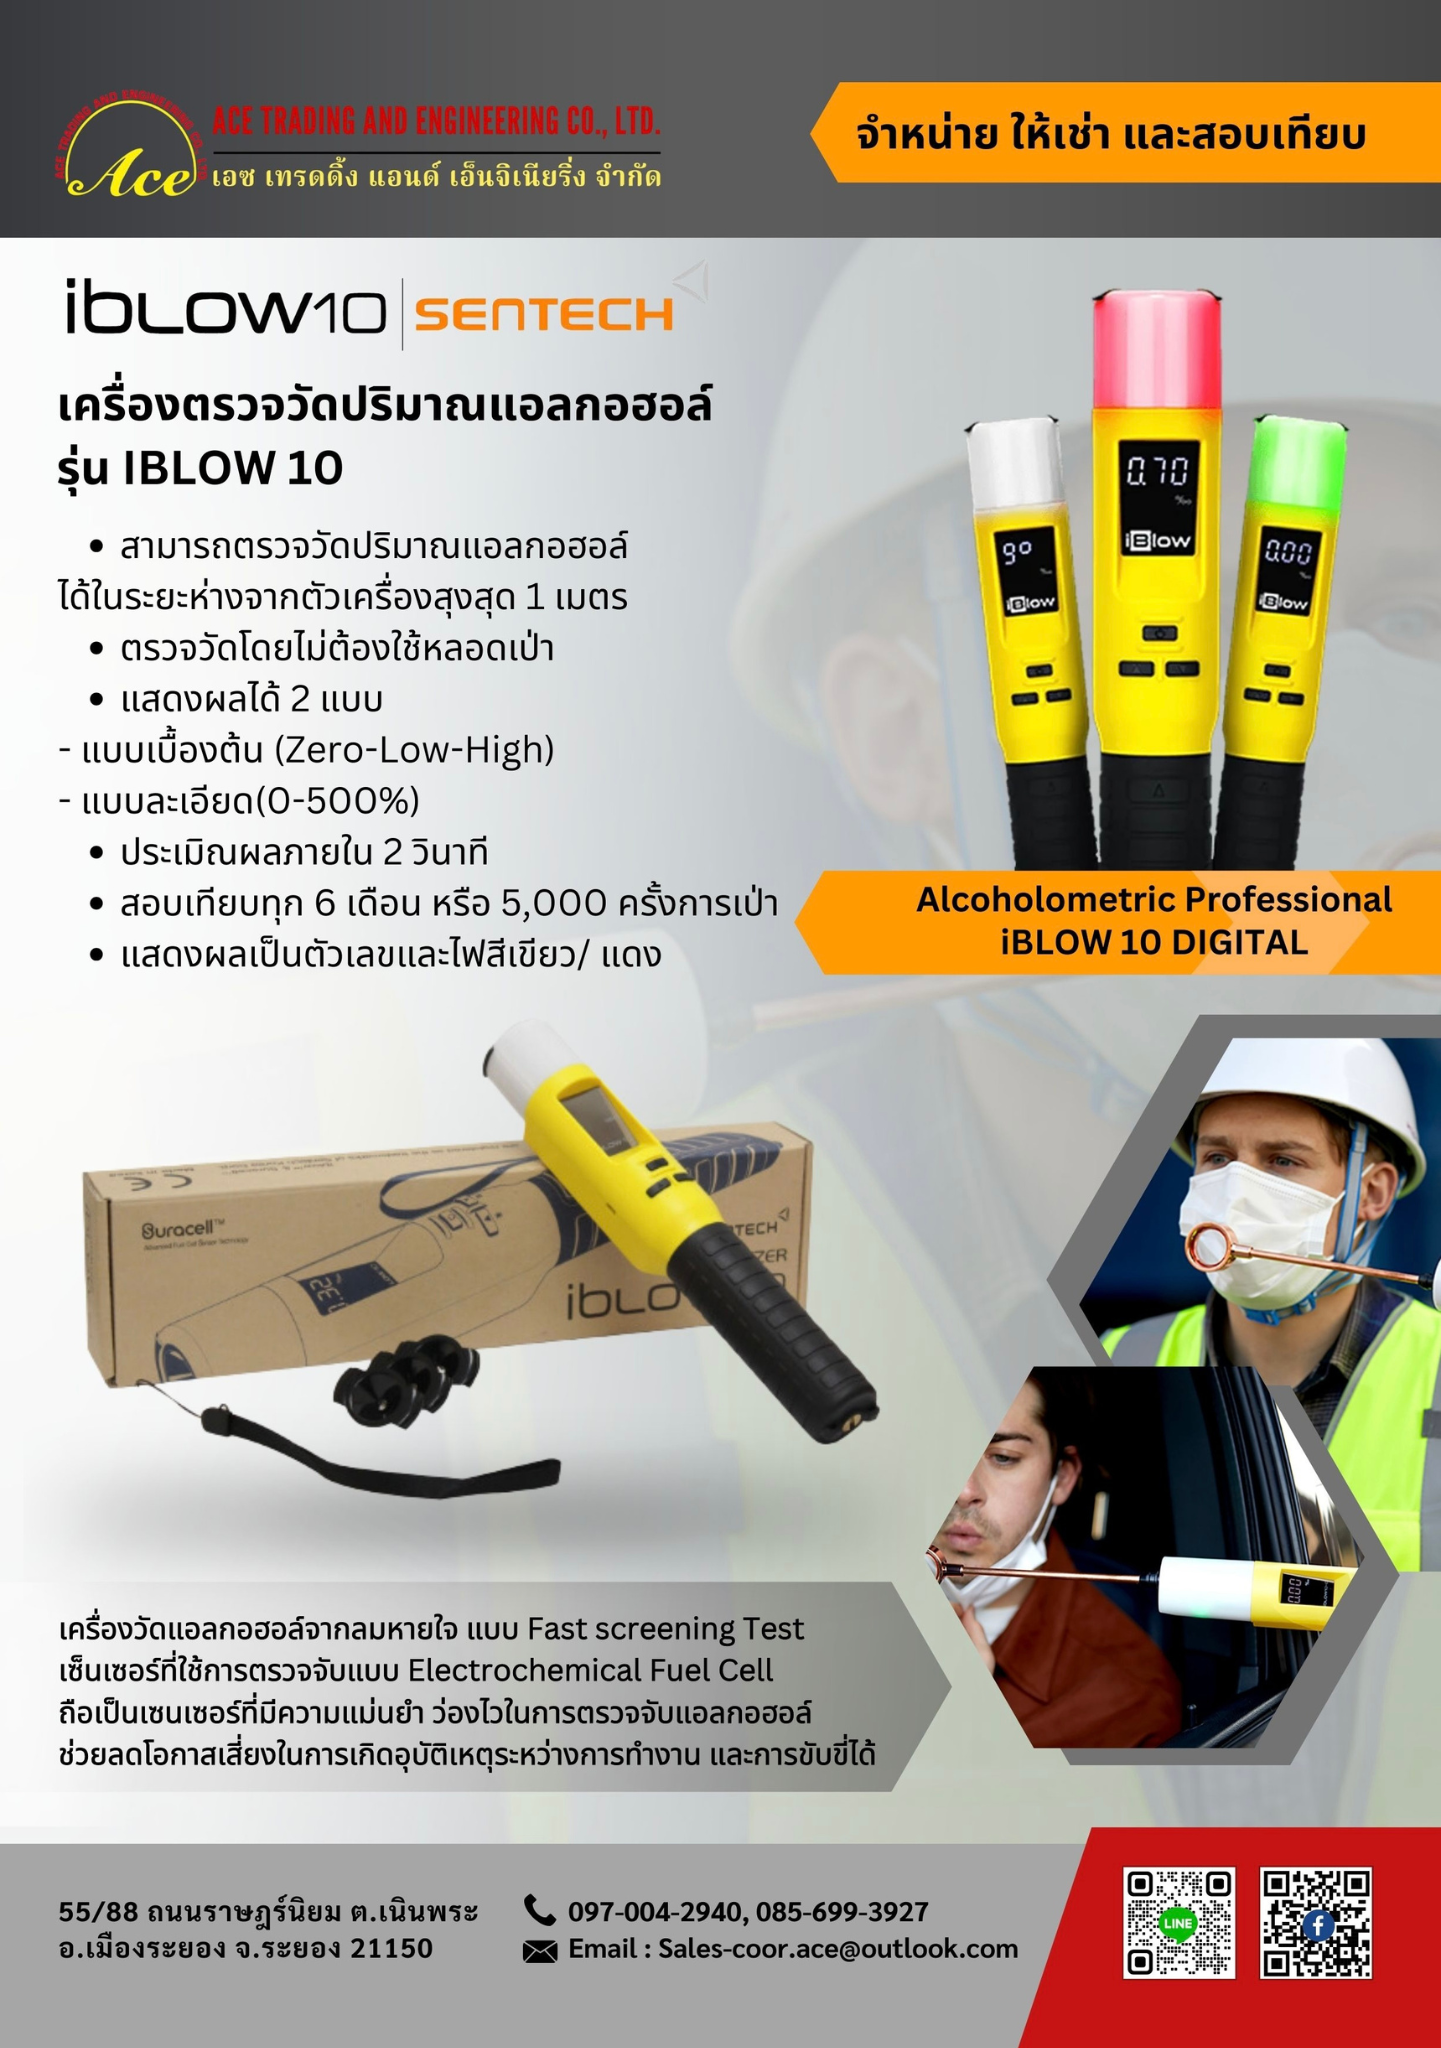 ACE TRADING AND ENGINEERING CO., LTD.
Ace
ACE TRADING AND ENGINEERING CO., LTD.
เอซ เทรดดิ้ง แอนด์ เอ็นจิเนียริ่ง จำกัด
จำหน่าย ให้เช่า และสอบเทียบ
iBLOW10 | SENTECH
เครื่องตรวจวัดปริมาณแอลกอฮอล์
รุ่น IBLOW 10
• สามารถตรวจวัดปริมาณแอลกอฮอล์
ได้ในระยะห่างจากตัวเครื่องสุงสุด 1 เมตร
• ตรวจวัดโดยไม่ต้องใช้หลอดเป่า
• แสดงผลได้ 2 แบบ
- แบบเบื้องต้น (Zero-Low-High)
- แบบละเอียด(0-500%)
• ประเมิณผลภายใน 2 วินาที
• สอบเทียบทุก 6 เดือน หรือ 5,000 ครั้งการเป่า
• แสดงผลเป็นตัวเลขและไฟสีเขียว/ แดง
go
iBlow
0.70
‰
iBlow
0.00
iBlow
Alcoholometric Professional
iBLOW 10 DIGITAL
CE
Suracell™
Advanced Fuel Cell Sensor Technology
NTECH
ZER
iBLO
0.00
เครื่องวัดแอลกอฮอล์จากลมหายใจ แบบ Fast screening Test
เซ็นเซอร์ที่ใช้การตรวจจับแบบ Electrochemical Fuel Cell
ถือเป็นเซนเซอร์ที่มีความแม่นยำ ว่องไวในการตรวจจับแอลกอฮอล์
ช่วยลดโอกาสเสี่ยงในการเกิดอุบัติเหตุระหว่างการทำงาน และการขับขี่ได้
55/88 ถนนราษฎร์นิยม ต.เนินพระ
อ.เมืองระยอง จ.ระยอง 21150
097-004-2940, 085-699-3927
Email : Sales-coor.ace@outlook.com
LINE